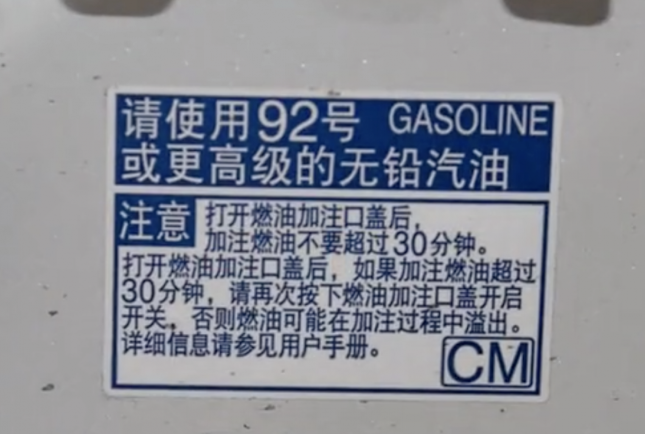 请使用92号 GASOLINE
或更高级的无铅汽油
注意 打开燃油加注口盖后,
加注燃油不要超过30分钟。
打开燃油加注口盖后，如果加注燃油超过
30分钟，请再次按下燃油加注口盖开启
开关，否则燃油可能在加注过程中溢出。
详细信息请参见用户手册。
CM